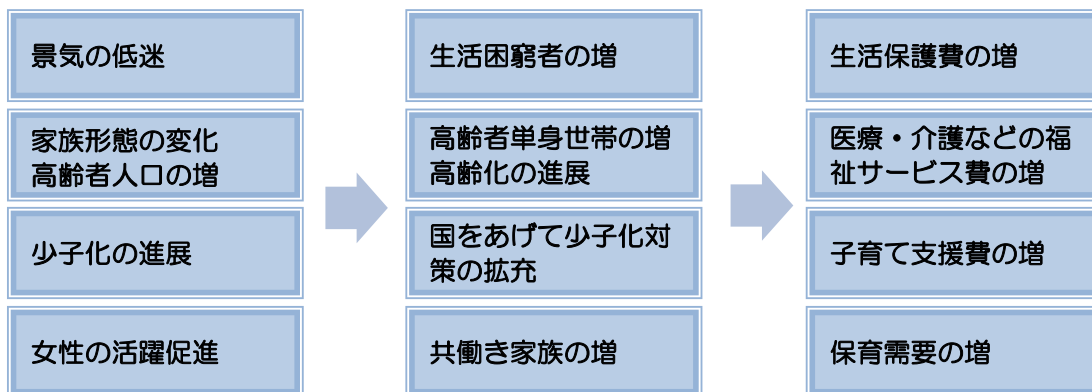 景気の低迷
生活困窮者の増
生活保護費の増
家族形態の変化
高齢者人口の増
高齢者単身世帯の増
高齢化の進展
医療・介護などの福
祉サービス費の増
少子化の進展
国をあげて少子化対
策の拡充
子育て支援費の増
女性の活躍促進
共働き家族の増
保育需要の増